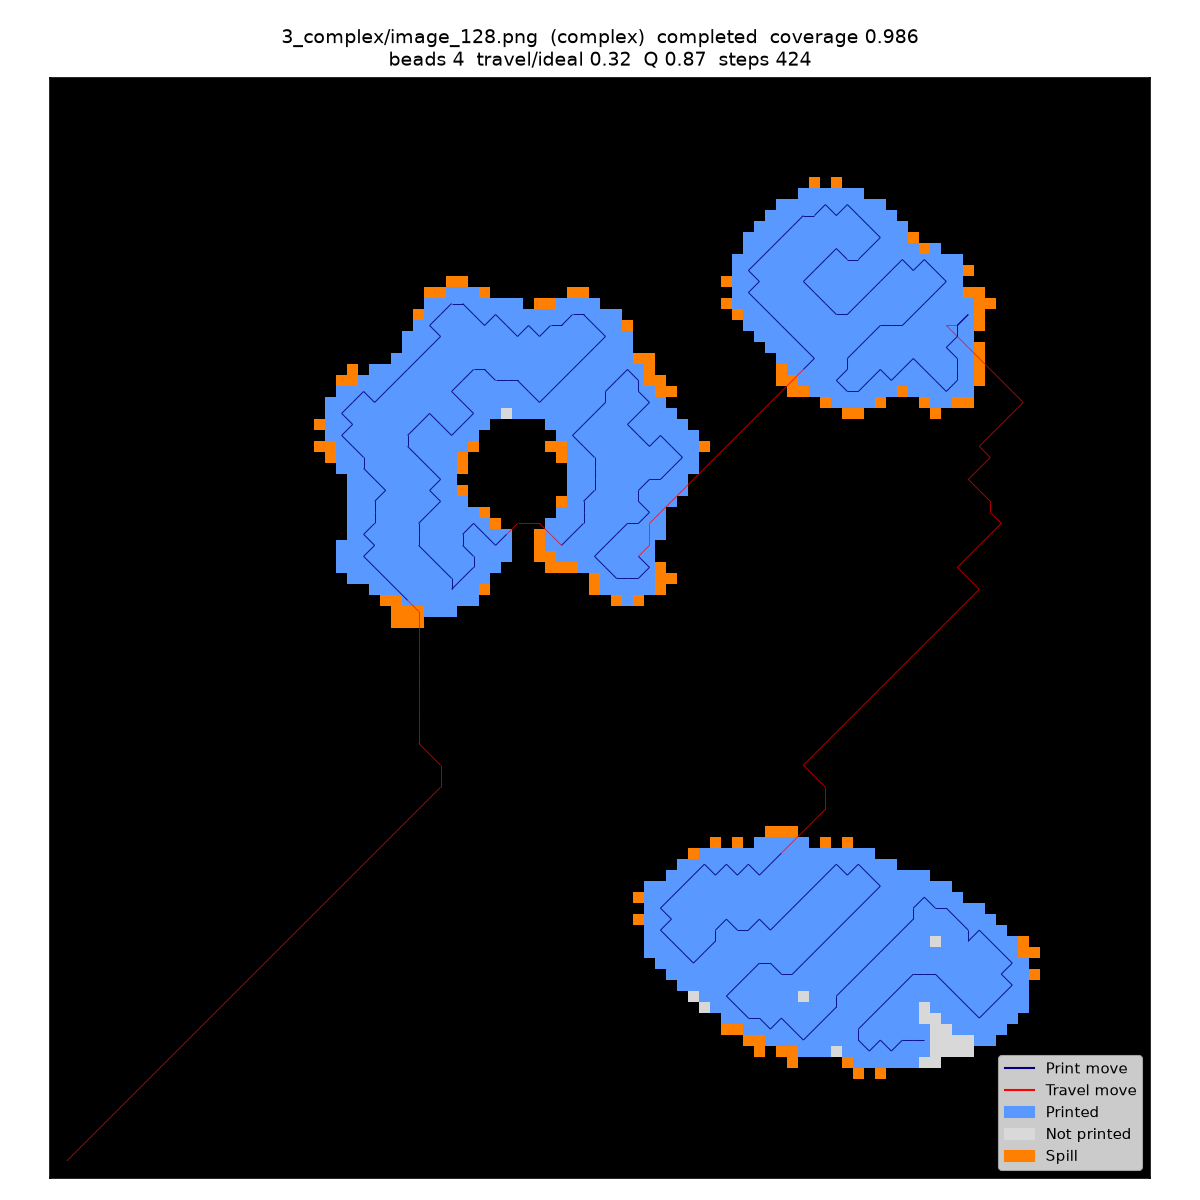 3_complex/image_128.png  (complex)  completed  coverage 0.986
beads 4  travel/ideal 0.32  Q 0.87  steps 424
Print move
Travel move
Printed
Not printed
Spill